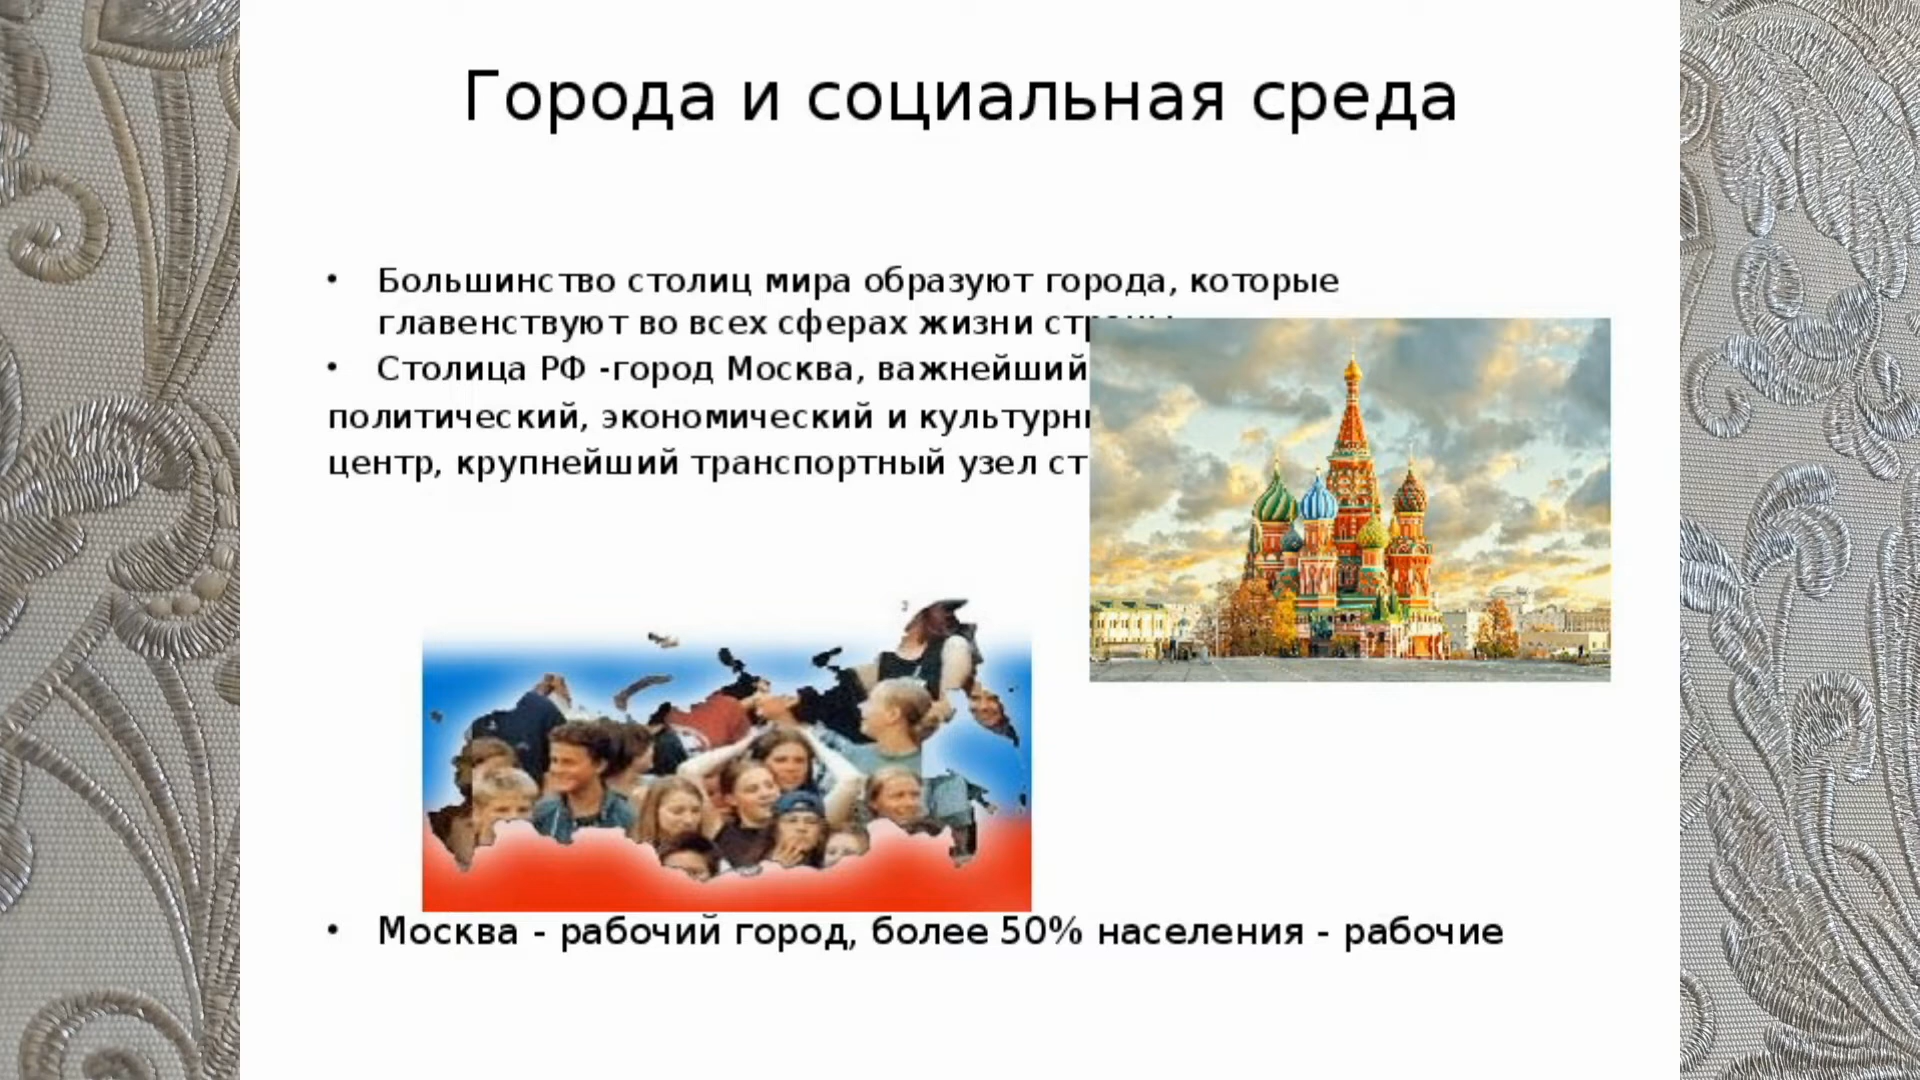 Города и социальная среда
• Большинство столиц мира образуют города, которые
главенствуют во всех сферах жизни
• Столица РФ -город Москва, важнейший
политический, экономический и
центр, крупнейший транспортный узел
• Москва - рабочий город, более 50% населения - рабочие